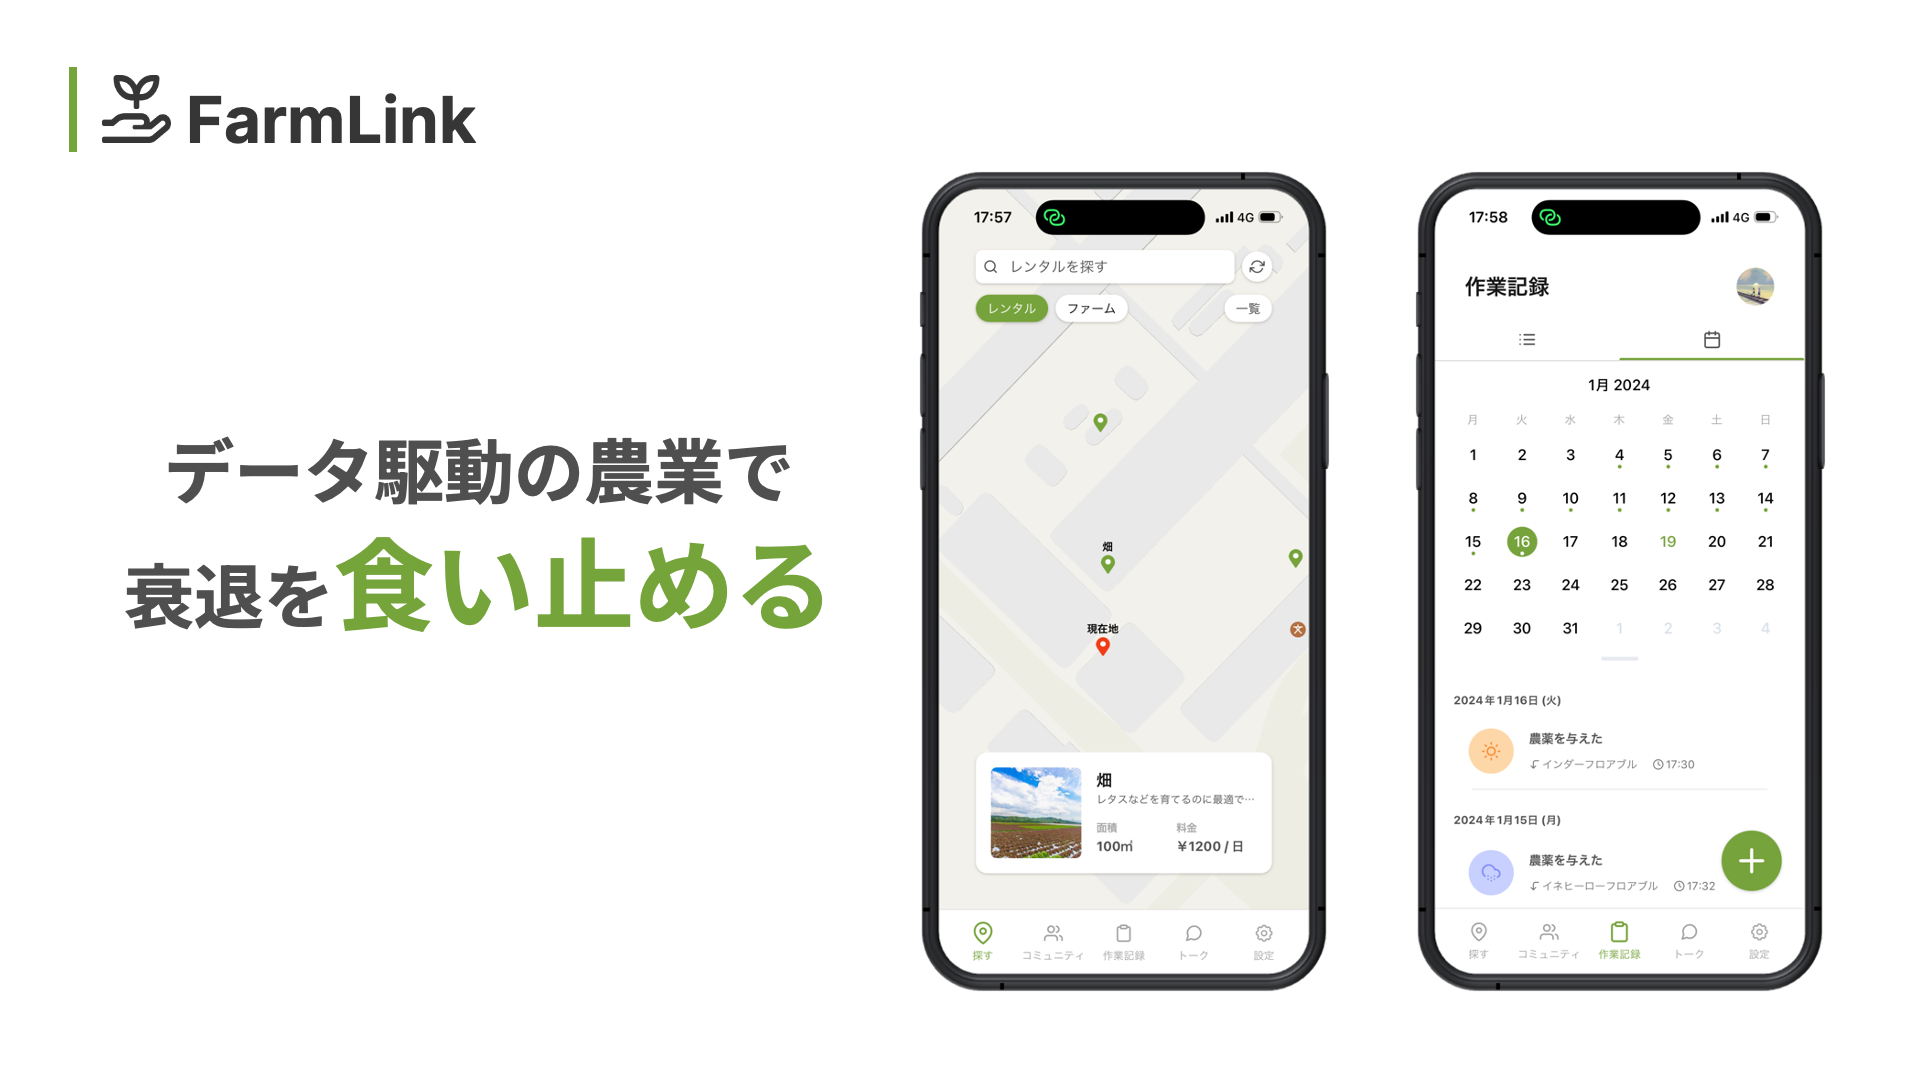 FarmLink
データ駆動の農業で
衰退を食い止める
17:57
4G
レンタルを探す
レンタル
ファーム
一覧
畑
現在地
文
畑
レタスなどを育てるのに最適で…
面積
料金
100㎡
¥1200 / 日
探す
コミュニティ
作業記録
トーク
設定
17:58
4G
作業記録
1月 2024
月 火 水 木 金 土 日
1 2 3 4 5 6 7
8 9 10 11 12 13 14
15 16 17 18 19 20 21
22 23 24 25 26 27 28
29 30 31 1 2 3 4
2024年1月16日 (火)
農薬を与えた
インダーフロアブル 17:30
2024年1月15日 (月)
農薬を与えた
イネヒーローフロアブル 17:32
探す
コミュニティ
作業記録
トーク
設定